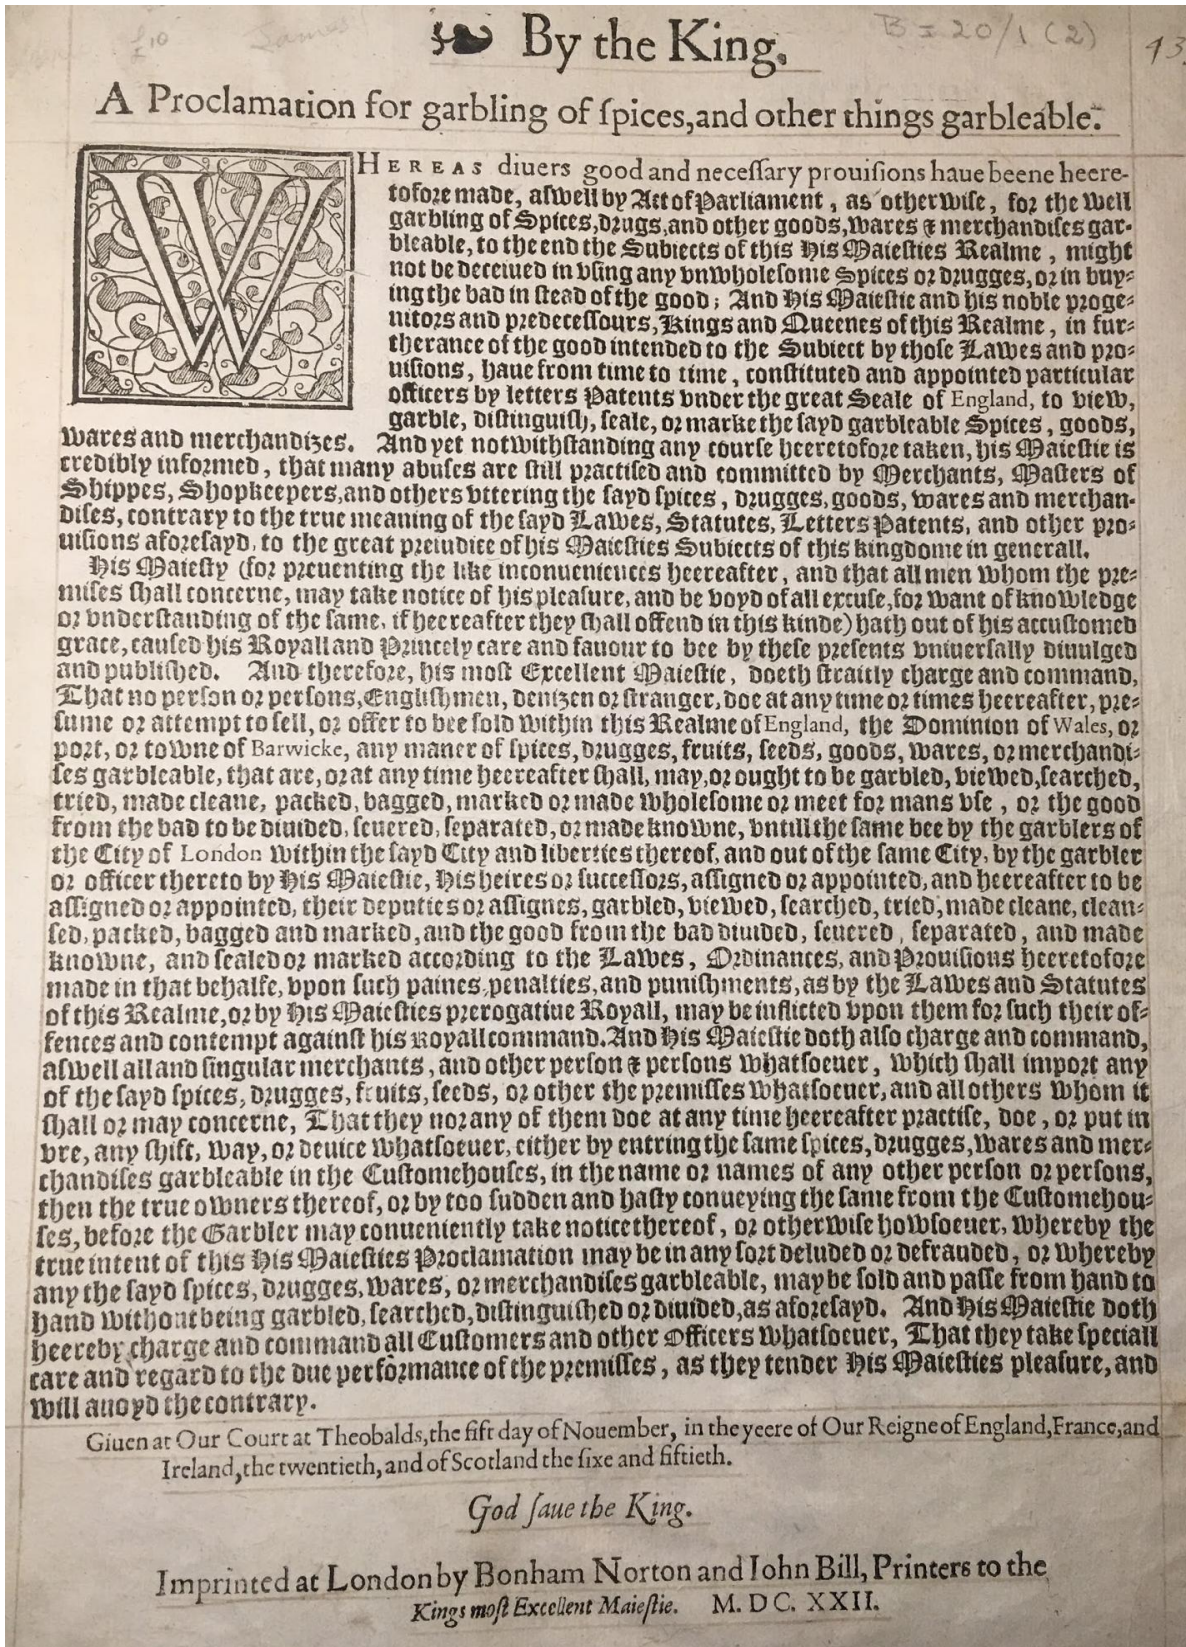 By the King.
A Proclamation for garbling of ſpices,and other things garbleable.
WHEREAS diuers good and neceſſary prouiſions haue beene heere-
tofore made, aſwell by Act of Parliament, as otherwiſe, for the well
garbling of Spices, Drugs, and other goods, wares & merchandiſes gar-
bleable, to the end the Subiects of this His Maieſties Realme, might
not be deceiued in vſing any vnwholeſome Spices or Drugges, or in buy-
ing the bad in ſtead of the good; And His Maieſtie and his noble proge-
nitors and predeceſſours, Kings and Queenes of this Realme, in fur-
therance of the good intended to the Subiect by thoſe Lawes and pro-
uiſions, haue from time to time, conſtituted and appointed particular
officers by letters Patents vnder the great Seale of England, to view,
garble, diſtinguiſh, ſeale, or marke the ſayd garbleable Spices, goods,
wares and merchandizes. And yet notwithſtanding any courſe heeretofore taken, his Maieſtie is
credibly informed, that many abuſes are ſtill practiſed and committed by Merchants, Maſters of
Shippes, Shopkeepers, and others vttering the ſayd ſpices, drugges, goods, wares and merchan-
diſes, contrary to the true meaning of the ſayd Lawes, Statutes, Letters Patents, and other pro-
uiſions aforeſayd, to the great preiudice of his Maieſties Subiects of this kingdome in generall.
His Maieſty (for preuenting the like inconueniences heereafter, and that all men whom the pre-
miſes ſhall concerne, may take notice of his pleaſure, and be voyd of all excuſe, for want of knowledge
or vnderſtanding of the ſame, if heereafter they ſhall offend in this kinde) hath out of his accuſtomed
grace, cauſed his Royall and Princely care and fauour to bee by theſe preſents vniuerſally diuulged
and publiſhed. And therefore, his moſt Excellent Maieſtie, doeth ſtraitly charge and command,
That no perſon or perſons, Engliſhmen, denizen or ſtranger, doe at any time or times heereafter, pre-
ſume or attempt to ſell, or offer to bee ſold within this Realme of England, the Dominion of Wales, or
port, or towne of Barwicke, any maner of ſpices, drugges, fruits, ſeeds, goods, wares, or merchandi-
ſes garbleable, that are, or at any time heereafter ſhall, may, or ought to be garbled, viewed, ſearched,
tried, made cleane, packed, bagged, marked or made wholeſome or meet for mans vſe, or the good
from the bad to be diuided, ſeuered, ſeparated, or made knowne, vntill the ſame bee by the garblers of
the City of London within the ſayd City and liberties thereof, and out of the ſame City, by the garbler
or officer thereto by His Maieſtie, His heires or ſucceſſors, aſſigned or appointed, and heereafter to be
aſſigned or appointed, their deputies or aſſignes, garbled, viewed, ſearched, tried, made cleane, clean-
ſed, packed, bagged and marked, and the good from the bad diuided, ſeuered, ſeparated, and made
knowne, and ſealed or marked according to the Lawes, Ordinances, and Prouiſions heeretofore
made in that behalfe, vpon ſuch paines, penalties, and puniſhments, as by the Lawes and Statutes
of this Realme, or by His Maieſties prerogatiue Royall, may be inflicted vpon them for ſuch their of-
fences and contempt againſt his royall command. And His Maieſtie doth alſo charge and command,
aſwell all and ſingular merchants, and other perſon & perſons whatſoeuer, which ſhall import any
of the ſayd ſpices, drugges, fruits, ſeeds, or other the premiſſes whatſoeuer, and all others whom it
ſhall or may concerne, That they nor any of them doe at any time heereafter practiſe, doe, or put in
vre, any ſhift, way, or deuice whatſoeuer, either by entring the ſame ſpices, drugges, wares and mer-
chandiſes garbleable in the Cuſtomehouſes, in the name or names of any other perſon or perſons,
then the true owners thereof, or by too ſudden and haſty conueying the ſame from the Cuſtomehou-
ſes, before the Garbler may conueniently take notice thereof, or otherwiſe howſoeuer, whereby the
true intent of this His Maieſties Proclamation may be in any ſort deluded or defrauded, or whereby
any the ſayd ſpices, drugges, wares, or merchandiſes garbleable, may be ſold and paſſe from hand to
hand without being garbled, ſearched, diſtinguiſhed or diuided, as aforeſayd. And His Maieſtie doth
heereby charge and command all Cuſtomers and other Officers whatſoeuer, That they take ſpeciall
care and regard to the due performance of the premiſſes, as they tender His Maieſties pleaſure, and
will auoyd the contrary.
Giuen at Our Court at Theobalds, the fift day of Nouember, in the yeere of Our Reigne of England, France, and
Ireland, the twentieth, and of Scotland the ſixe and fiftieth.
God ſaue the King.
Imprinted at London by Bonham Norton and Iohn Bill, Printers to the
Kings moſt Excellent Maieſtie. M. DC. XXII.